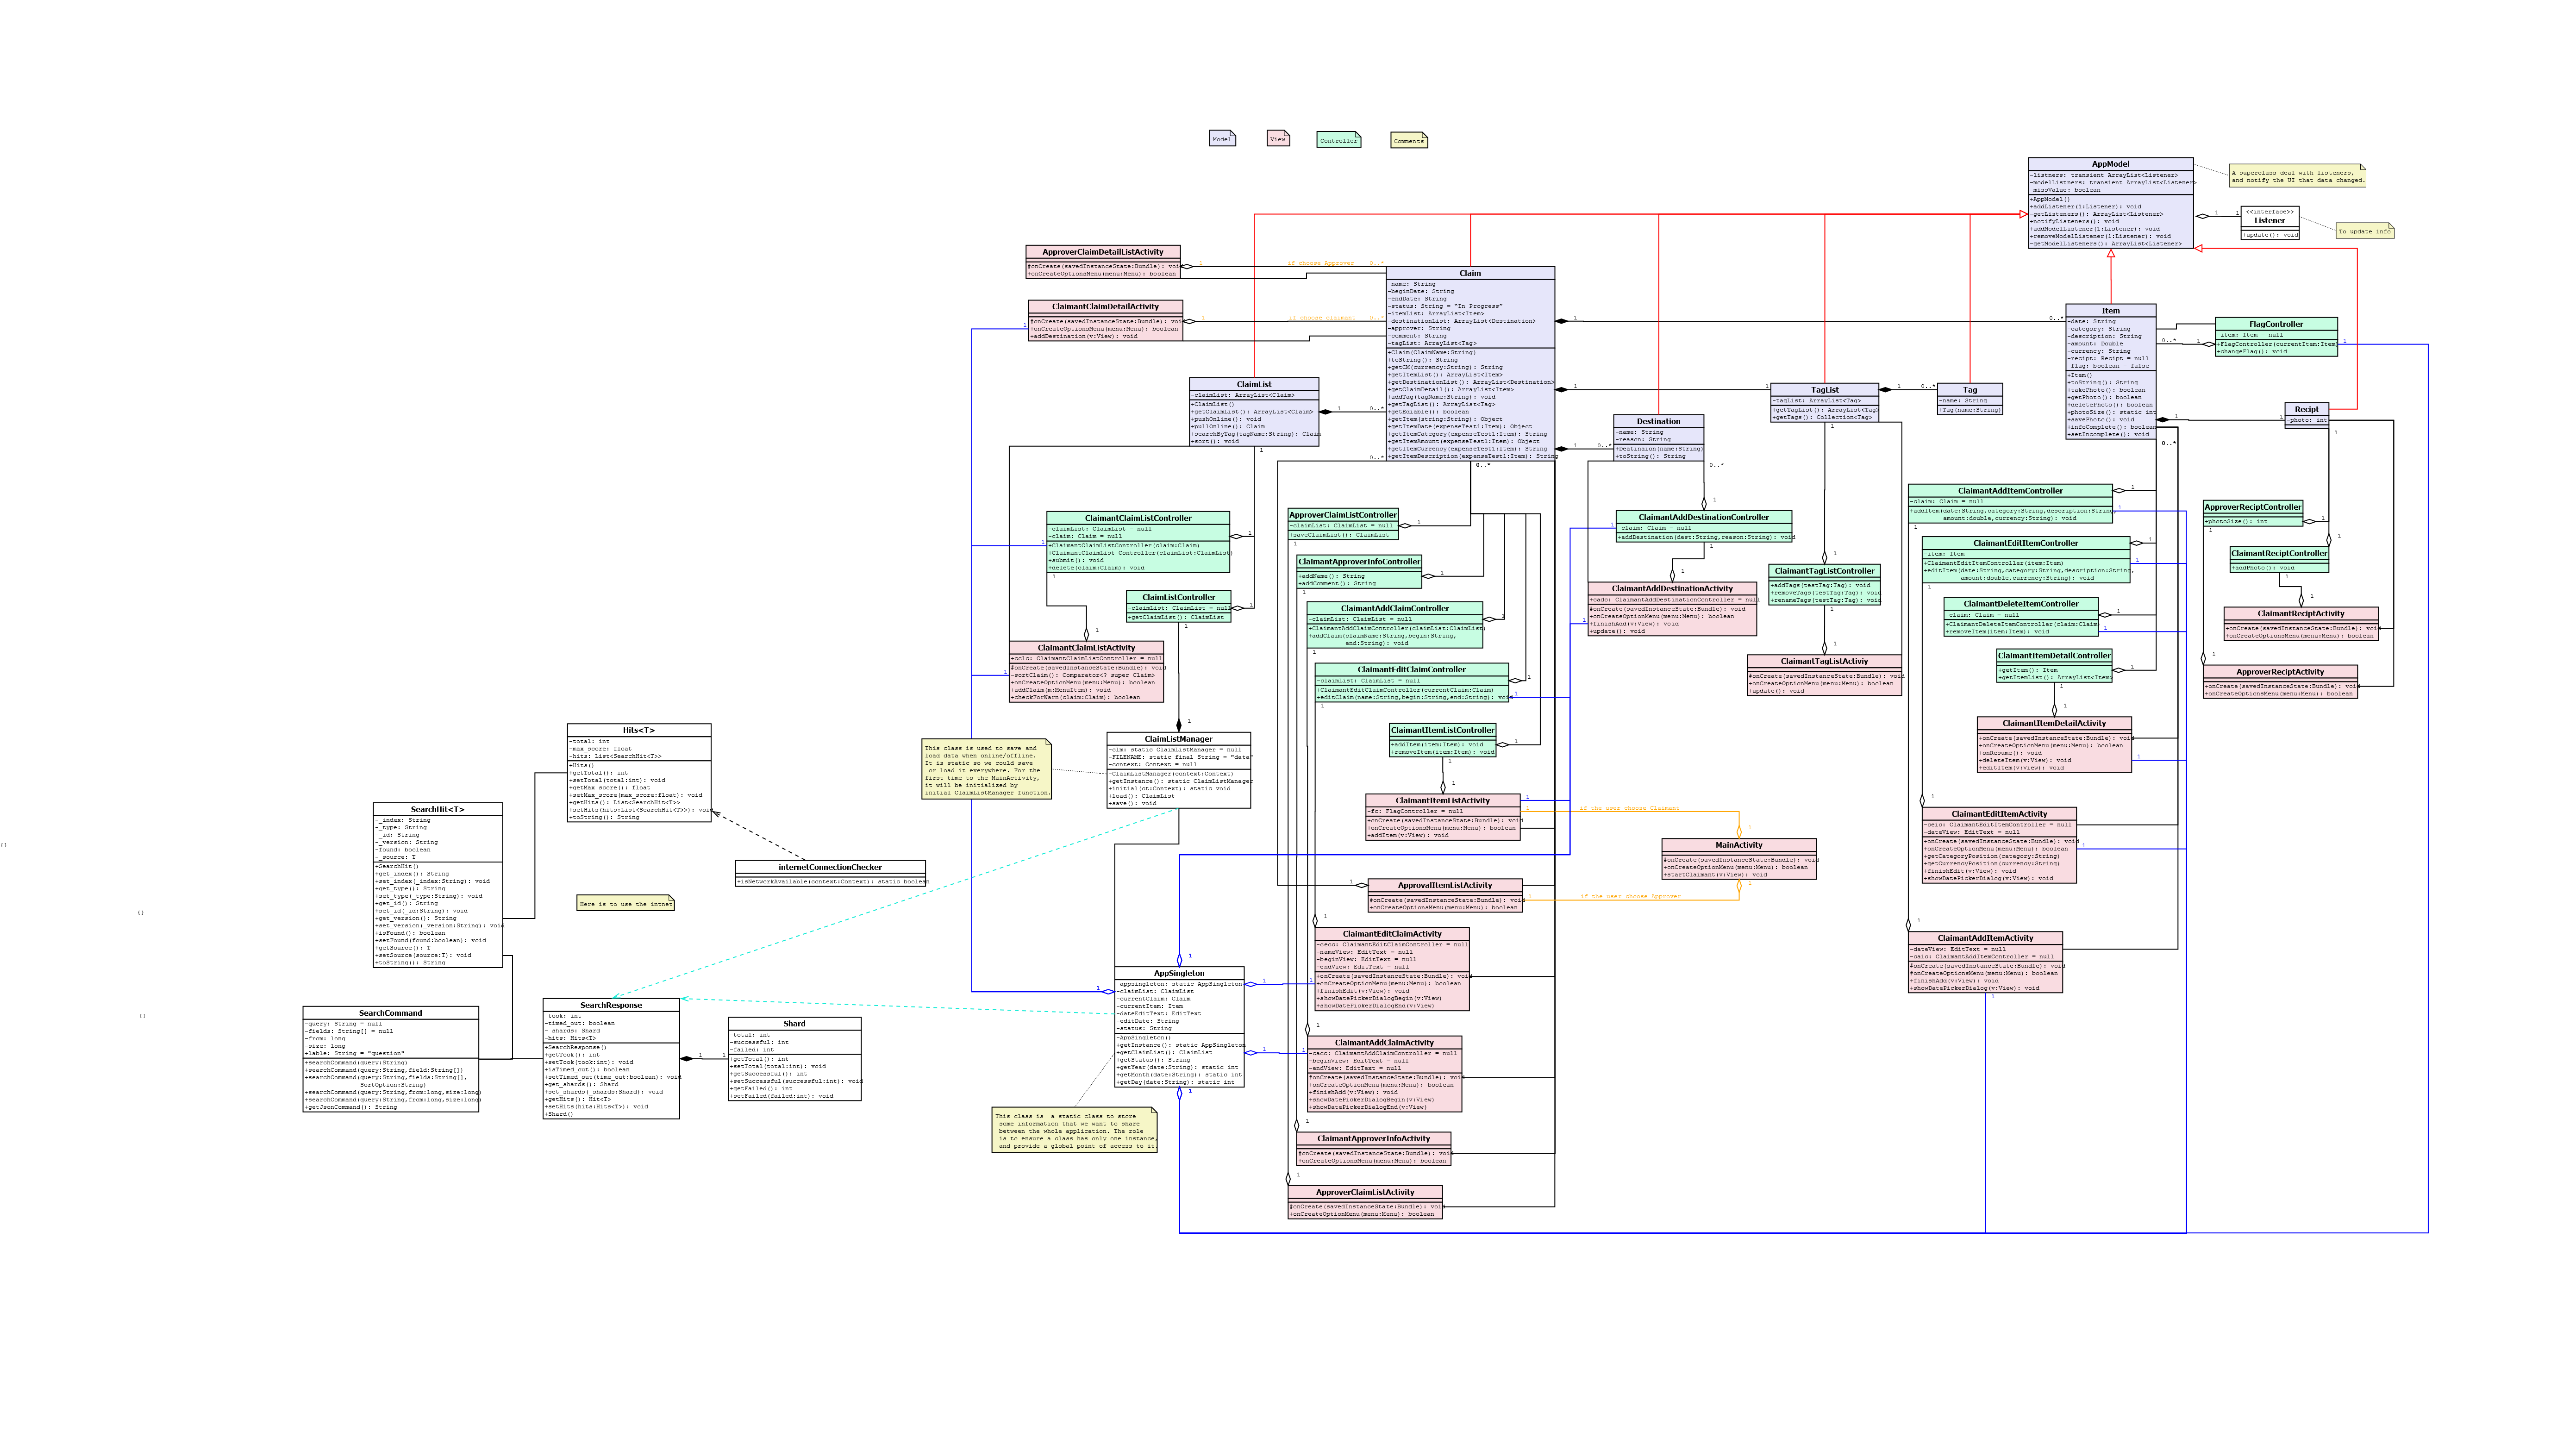 Model
View
Controller
Comments
AppModel
-listners: transient ArrayList<Listener>
-modelListners: transient ArrayList<Listener>
-missValue: boolean
+AppModel()
+addListener(l:Listener): void
-getListeners(): ArrayList<Listener>
+notifyListeners(): void
+addModelListener(l:Listener): void
+removeModelListener(l:Listener): void
-getModelListeners(): ArrayList<Listener>
A superclass deal with listeners,
and notify the UI that data changed.
<<interface>>
Listener
+update(): void
To update info
ApproverClaimDetailListActivity
#onCreate(savedInstanceState:Bundle): void
+onCreateOptionsMenu(menu:Menu): boolean
1
if choose Approver
0..*
ClaimantClaimDetailActivity
#onCreate(savedInstanceState:Bundle): void
+onCreateOptionsMenu(menu:Menu): boolean
+addDestination(v:View): void
1
if choose claimant
0..*
Claim
-name: String
-beginDate: String
-endDate: String
-status: String = "In Progress"
-itemList: ArrayList<Item>
-destinationList: ArrayList<Destination>
-approver: String
-comment: String
-tagList: ArrayList<Tag>
+Claim(ClaimName:String)
+toString(): String
+getCM(currency:String): String
+getItemList(): ArrayList<Item>
+getDestinationList(): ArrayList<Destination>
+getClaimDetail(): ArrayList<Item>
+addTag(tagName:String): void
+getTagList(): ArrayList<Tag>
+getEdiable(): boolean
+getItem(string:String): Object
+getItemDate(expenseTest1:Item): Object
+getItemCategory(expenseTest1:Item): String
+getItemAmount(expenseTest1:Item): Object
+getItemCurrency(expenseTest1:Item): String
+getItemDescription(expenseTest1:Item): String
Item
-date: String
-category: String
-description: String
-amount: Double
-currency: String
-recipt: Recipt = null
-flag: boolean = false
+Item()
+toString(): String
+takePhoto(): boolean
+getPhoto(): boolean
+deletePhoto(): boolean
+photoSize(): static int
+savePhoto(): void
+infoComplete(): boolean
+setIncomplete(): void
FlagController
-item: Item = null
+FlagController(currentItem:Item)
+changeFlag(): void
ClaimList
-claimList: ArrayList<Claim>
+ClaimList()
+getClaimList(): ArrayList<Claim>
+pushOnline(): void
+pullOnline(): Claim
+searchByTag(tagName:String): Claim
+sort(): void
TagList
-tagList: ArrayList<Tag>
+getTagList(): ArrayList<Tag>
+getTags(): Collection<Tag>
Tag
-name: String
+Tag(name:String)
Destination
-name: String
-reason: String
+Destinaion(name:String)
+toString(): String
Recipt
-photo: int
ClaimantClaimListController
-claimList: ClaimList = null
-claim: Claim = null
+ClaimantClaimListController(claim:Claim)
+ClaimantClaimList Controller(claimList:ClaimList)
+submit(): void
+delete(claim:Claim): void
ClaimListController
-claimList: ClaimList = null
+getClaimList(): ClaimList
ClaimantClaimListActivity
+colc: ClaimantClaimListController = null
#onCreate(savedInstanceState:Bundle): void
-sortClaim(): Comparator<? super Claim>
+onCreateOptionMenu(menu:Menu): boolean
+addClaim(m:MenuItem): void
+checkForWarn(claim:Claim): boolean
ApproverClaimListController
-claimList: ClaimList = null
+saveClaimList(): ClaimList
ClaimantApproverInfoController
+addName(): String
+addComment(): String
ClaimantAddClaimController
-claimList: ClaimList = null
+ClaimantAddClaimController(claimList:ClaimList)
+addClaim(claimName:String,begin:String,
end:String): void
ClaimantEditClaimController
-claimList: ClaimList = null
+ClaimantEditClaimController(currentClaim:Claim)
+editClaim(name:String,begin:String,end:String): void
ClaimantItemListController
+addItem(item:Item): void
+removeItem(item:Item): void
ClaimantItemListActivity
-fc: FlagController = null
+onCreate(savedInstanceState:Bundle): void
+onCreateOptionsMenu(menu:Menu): boolean
+addItem(v:View): void
ClaimantAddDestinationController
-claim: Claim = null
+addDestination(dest:String,reason:String): void
ClaimantAddDestinationActivity
+cadc: ClaimantAddDestinationController = null
#onCreate(savedInstanceState:Bundle): void
+onCreateOptionsMenu(menu:Menu): boolean
+finishAdd(v:View): void
+update(): void
ClaimantTagListController
+addTags(testTag:Tag): void
+removeTags(testTag:Tag): void
+renameTags(testTag:Tag): void
ClaimantTagListActiviy
#onCreate(savedInstanceState:Bundle): void
+onCreateOptionsMenu(menu:Menu): boolean
+update(): void
ClaimantAddItemController
-claim: Claim = null
+addItem(date:String,category:String,description:String,
amount:double,currency:String): void
ClaimantEditItemController
-item: Item
+ClaimantEditItemController(item:Item)
+editItem(date:String,category:String,description:String,
amount:double,currency:String): void
ClaimantDeleteItemController
-claim: Claim = null
+ClaimantDeleteItemController(claim:Claim)
+removeItem(item:Item): void
ClaimantItemDetailController
+getItem(): Item
+getItemList(): ArrayList<Item>
ClaimantItemDetailActivity
+onCreate(savedInstanceState:Bundle): void
+onCreateOptionMenu(menu:Menu): boolean
+onResume(): void
+deleteItem(v:View): void
+editItem(v:View): void
ApproverReciptController
+photoSize(): int
ClaimantReciptController
+addPhoto(): void
ClaimantReciptActivity
+onCreate(savedInstanceState:Bundle): void
+onCreateOptionsMenu(menu:Menu): boolean
ApproverReciptActivity
+onCreate(savedInstanceState:Bundle): void
+onCreateOptionsMenu(menu:Menu): boolean
Hits<T>
-total: int
-max_score: float
-hits: List<SearchHit<T>>
+Hits()
+getTotal(): int
+setTotal(total:int): void
+getMax_score(): float
+setMax_score(max_score:float): void
+getHits(): List<SearchHit<T>>
+setHits(hits:List<SearchHit<T>>): void
+toString(): String
This class is used to save and
load data when online/offline.
It is static so we could save
or load it everywhere. For the
first time to the MainActivity,
it will be initialized by
initial ClaimListManager function.
ClaimListManager
-clm: static ClaimListManager = null
-FILENAME: static final String = "data"
-context: Context = null
-ClaimListManager(context:Context)
+getInstance(): static ClaimListManager
+initial(ct:Context): static void
+load(): ClaimList
+save(): void
SearchHit<T>
-_index: String
-_type: String
-_id: String
-_version: String
-found: boolean
-_source: T
+SearchHit()
+get_index(): String
+set_index(_index:String): void
+get_type(): String
+set_type(_type:String): void
+get_id(): String
+set_id(_id:String): void
+get_version(): String
+set_version(_version:String): void
+isFound(): boolean
+setFound(found:boolean): void
+getSource(): T
+setSource(source:T): void
+toString(): String
internetConnectionChecker
+isNetworkAvailable(context:Context): static boolean
Here is to use the intnet
if the user choose Claimant
MainActivity
#onCreate(savedInstanceState:Bundle): void
+onCreateOptionMenu(menu:Menu): boolean
+startClaimant(v:View): void
if the user choose Approver
ApprovalItemListActivity
#onCreate(savedInstanceState:Bundle): void
+onCreateOptionsMenu(menu:Menu): boolean
ClaimantEditItemActivity
-ceic: ClaimantEditItemController = null
-dateView: EditText = null
+onCreate(savedInstanceState:Bundle): void
+onCreateOptionMenu(menu:Menu): boolean
+getCategoryPosition(category:String)
+getCurrencyPosition(currency:String)
+finishEdit(v:View): void
+showDatePickerDialog(v:View): void
ClaimantAddItemActivity
-dateView: EditText = null
-caic: ClaimantAddItemController = null
#onCreate(savedInstanceState:Bundle): void
#onCreateOptionsMenu(menu:Menu): boolean
+finishAdd(v:View): void
+showDatePickerDialog(v:View): void
ClaimantEditClaimActivity
-cecc: ClaimantEditClaimController = null
-nameView: EditText = null
-beginView: EditText = null
-endView: EditText = null
+onCreate(savedInstanceState:Bundle): void
+onCreateOptionMenu(menu:Menu): boolean
+finishEdit(v:View): void
+showDatePickerDialogBegin(v:View)
+showDatePickerDialogEnd(v:View)
AppSingleton
-appsingleton: static AppSingleton
-claimList: ClaimList
-currentClaim: Claim
-currentItem: Item
-dateEditText: EditText
-editDate: String
-status: String
-AppSingleton()
+getInstance(): static AppSingleton
+getClaimList(): ClaimList
+getStatus(): String
+getYear(date:String): static int
+getMonth(date:String): static int
+getDay(date:String): static int
SearchCommand
-query: String = null
-fields: String[] = null
-from: long
-size: long
+lable: String = "question"
+searchCommand(query:String)
+searchCommand(query:String,field:String[])
+searchCommand(query:String,fields:String[],
SortOption:String)
+searchCommand(query:String,from:long,size:long)
+searchCommand(query:String,from:long,size:long)
+getJsonCommand(): String
SearchResponse
-took: int
-timed_out: boolean
-_shards: Shard
-hits: Hits<T>
+SearchResponse()
+getTook(): int
+setTook(took:int): void
+isTimed_out(): boolean
+setTimed_out(time_out:boolean): void
+get_shards(): Shard
+set_shards(_shards:Shard): void
+getHits(): Hit<T>
+setHits(hits:Hits<T>): void
+Shard()
Shard
-total: int
-successful: int
-failed: int
+getTotal(): int
+setTotal(total:int): void
+getSuccessful(): int
+setSuccessful(successful:int): void
+getFailed(): int
+setFailed(failed:int): void
This class is  a static class to store
some information that we want to share
between the whole application. The role
is to ensure a class has only one instance,
and provide a global point of access to it.
ClaimantAddClaimActivity
-cacc: ClaimantAddClaimController = null
-beginView: EditText = null
-endView: EditText = null
#onCreate(savedInstanceState:Bundle): void
+onCreateOptionMenu(menu:Menu): boolean
+finishAdd(v:View): void
+showDatePickerDialogBegin(v:View)
+showDatePickerDialogEnd(v:View)
ClaimantApproverInfoActivity
#onCreate(savedInstanceState:Bundle): void
+onCreateOptionsMenu(menu:Menu): boolean
ApproverClaimListActivity
#onCreate(savedInstanceState:Bundle): void
+onCreateOptionMenu(menu:Menu): boolean